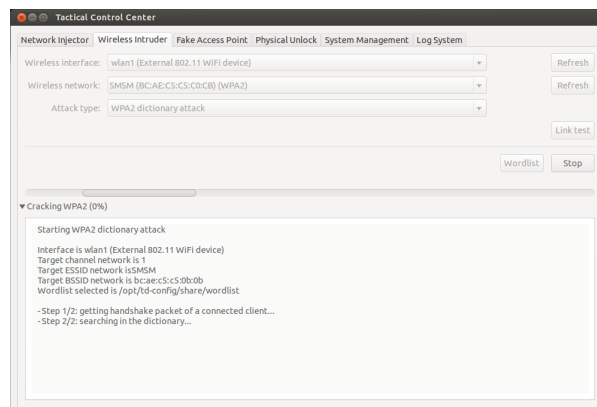 Tactical Control Center
Network Injector Wireless Intruder Fake Access Point Physical Unlock System Management Log System
Wireless interface: wlan1 (External 802.11 WiFi device) Refresh
Wireless network: SMSM (BC:AE:C5:C5:C0:CB) (WPA2) Refresh
Attack type: WPA2 dictionary attack
Link test
Wordlist Stop
Cracking WPA2 (0%)
Starting WPA2 dictionary attack
Interface is wlan1 (External 802.11 WiFi device)
Target channel network is 1
Target ESSID network isSMSM
Target BSSID network is bc:ae:c5:c5:0b:0b
Wordlist selected is /opt/td-config/share/wordlist
- Step 1/2: getting handshake packet of a connected client...
- Step 2/2: searching in the dictionary...